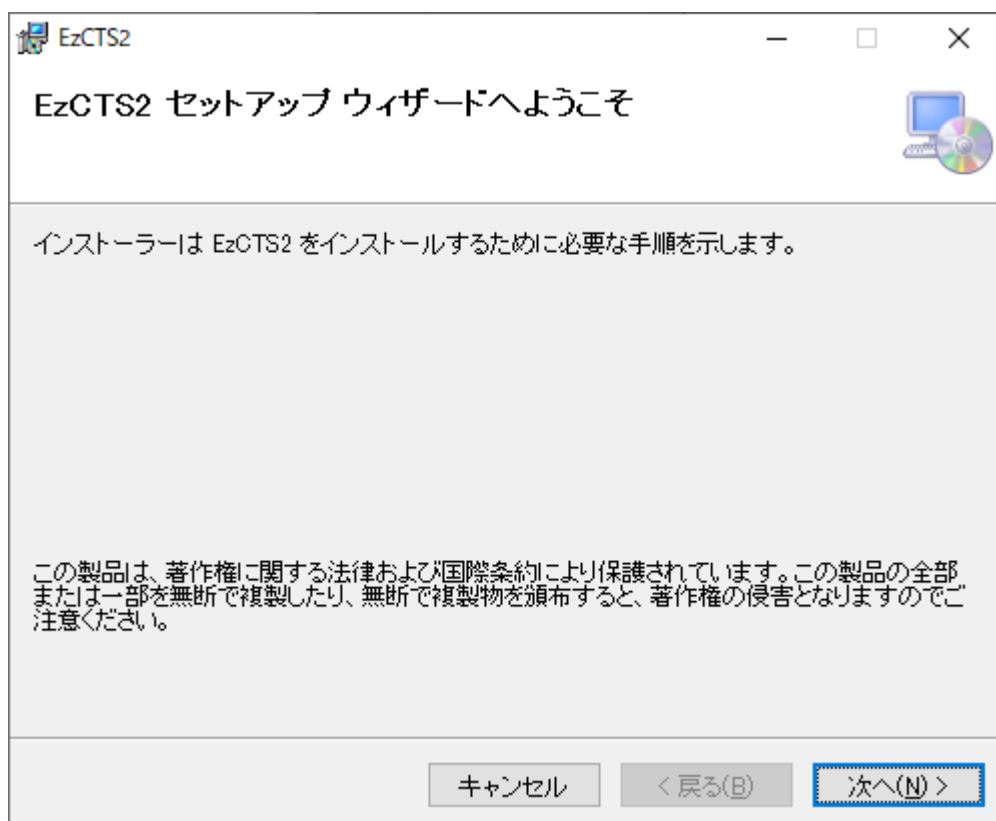 EzCTS2
EzCTS2 セットアップ ウィザードへようこそ
インストーラーは EzCTS2 をインストールするために必要な手順を示します。
この製品は、著作権に関する法律および国際条約により保護されています。この製品の全部
または一部を無断で複製したり、無断で複製物を頒布すると、著作権の侵害となりますのでご
注意ください。
キャンセル
< 戻る(B)
次へ(N) >